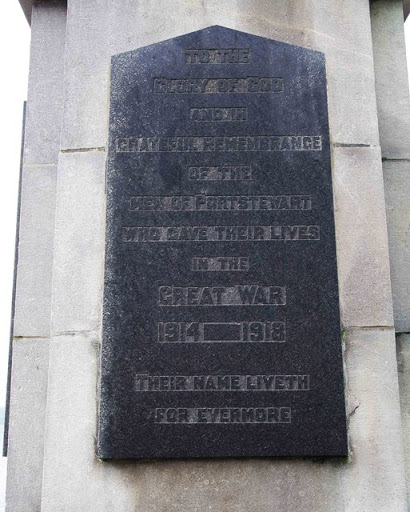 TO THE
GLORY OF GOD
AND IN
GRATEFUL REMEMBRANCE
OF THE
MEN OF PORTSTEWART
WHO GAVE THEIR LIVES
IN THE
GREAT WAR
1914 — 1918
THEIR NAME LIVETH
FOR EVERMORE